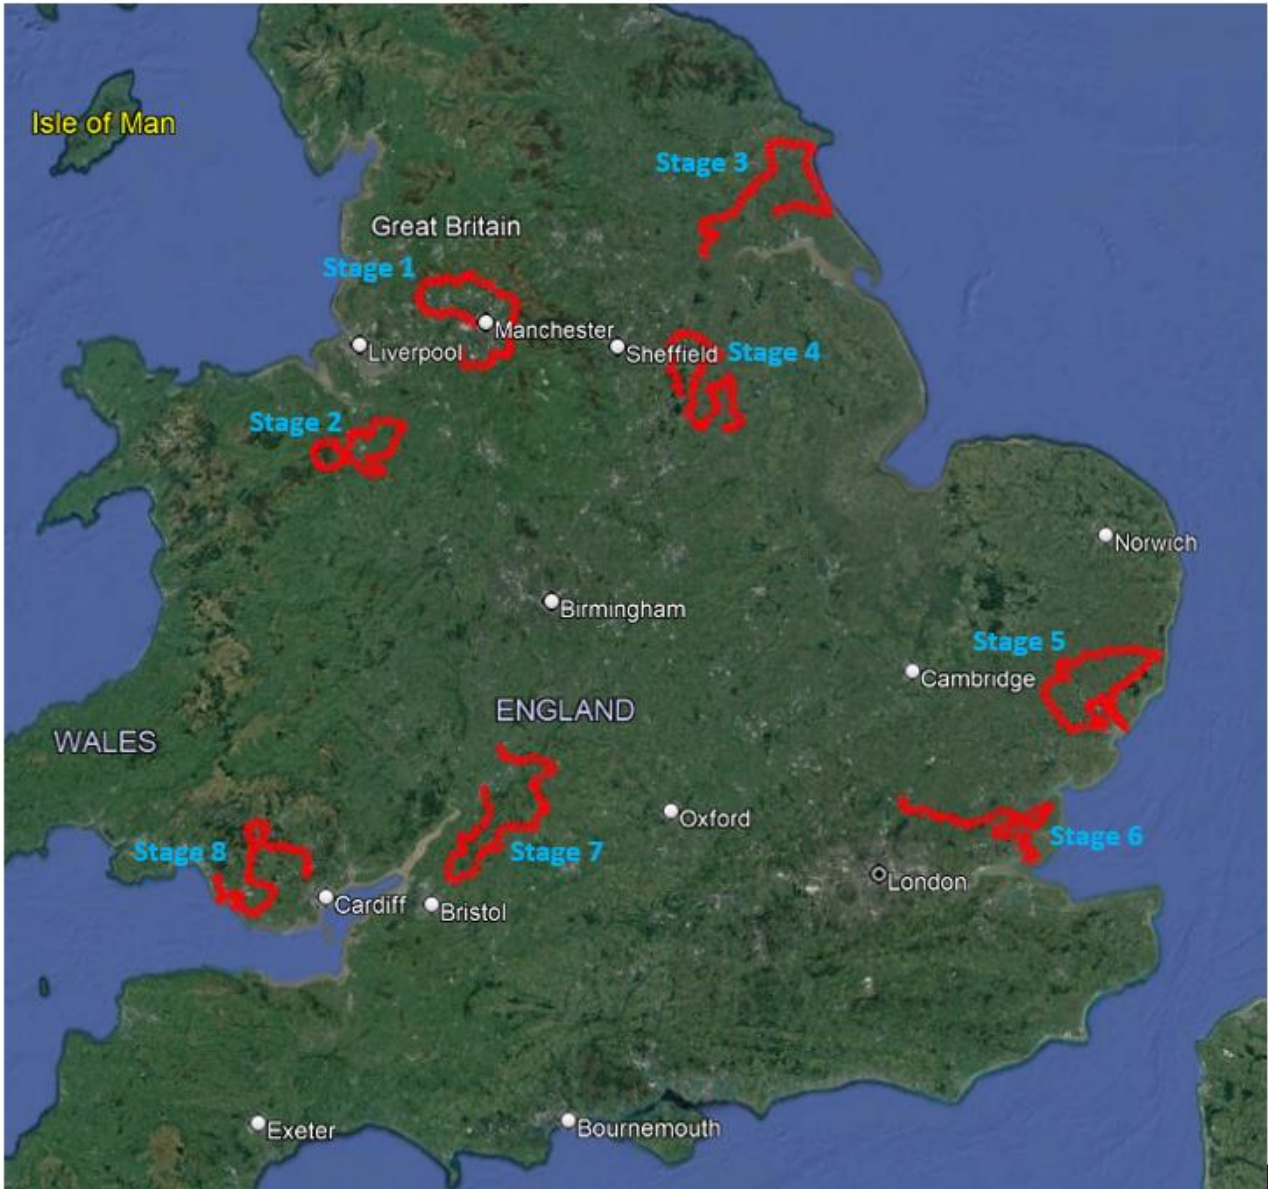 Isle of Man
Stage 3
Great Britain
Stage 1
Manchester
Liverpool
Sheffield
Stage 4
Stage 2
Norwich
Birmingham
Stage 5
Cambridge
ENGLAND
WALES
Oxford
Stage 6
Stage 8
Stage 7
London
Cardiff
Bristol
Exeter
Bournemouth